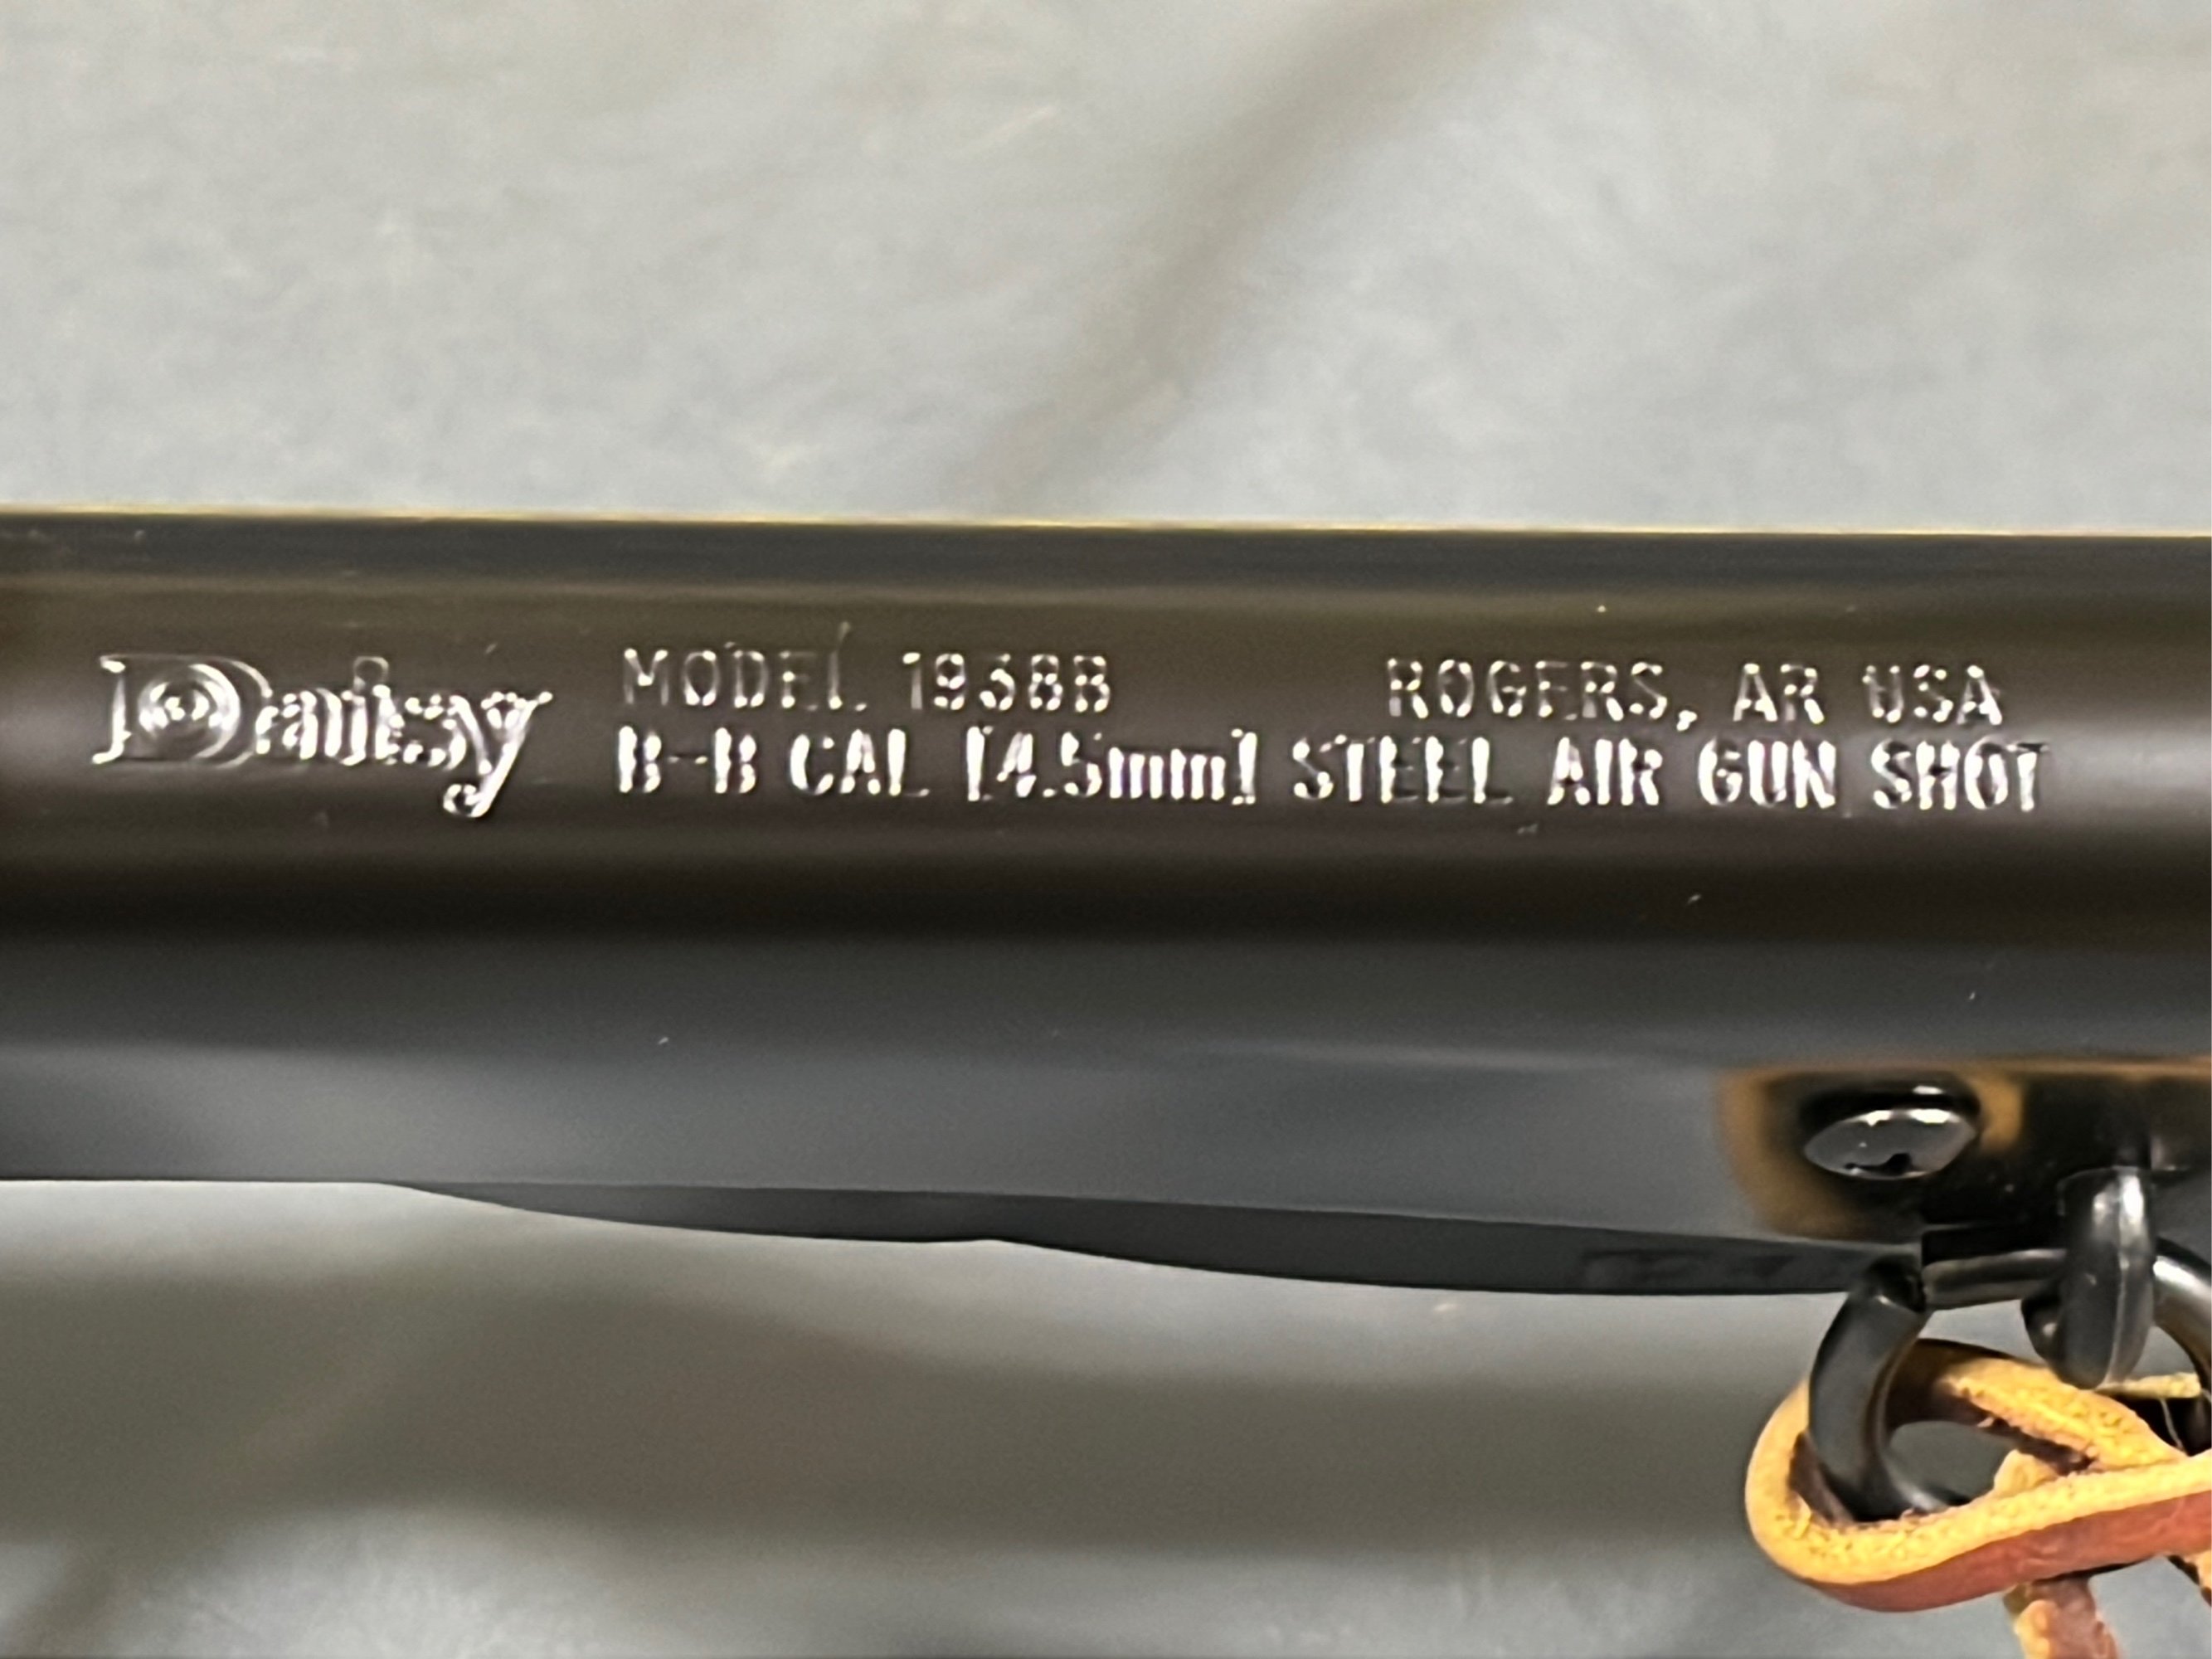 Daisy
MODEL 1938B ROGERS, AR USA
B-B CAL [4.5mm] STEEL AIR GUN SHOT